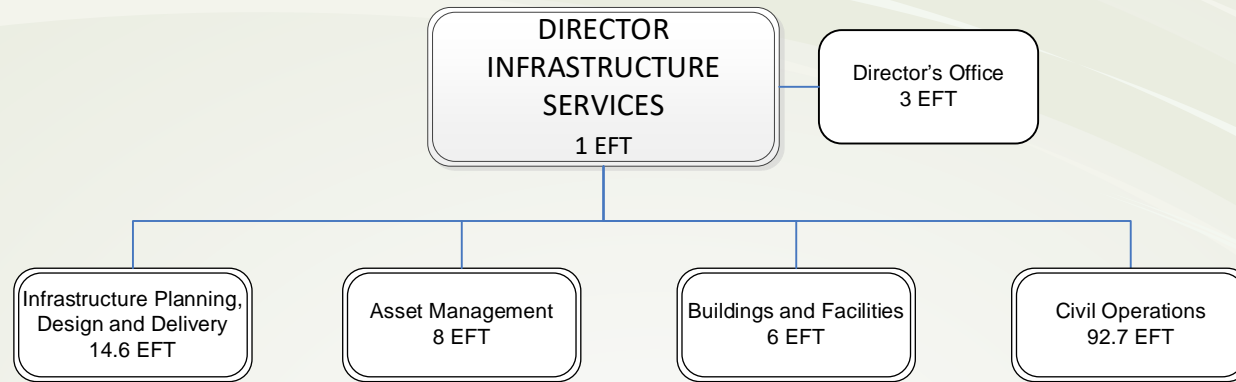 DIRECTOR
INFRASTRUCTURE
SERVICES
1 EFT
Director’s Office
3 EFT
Infrastructure Planning,
Design and Delivery
14.6 EFT
Asset Management
8 EFT
Buildings and Facilities
6 EFT
Civil Operations
92.7 EFT